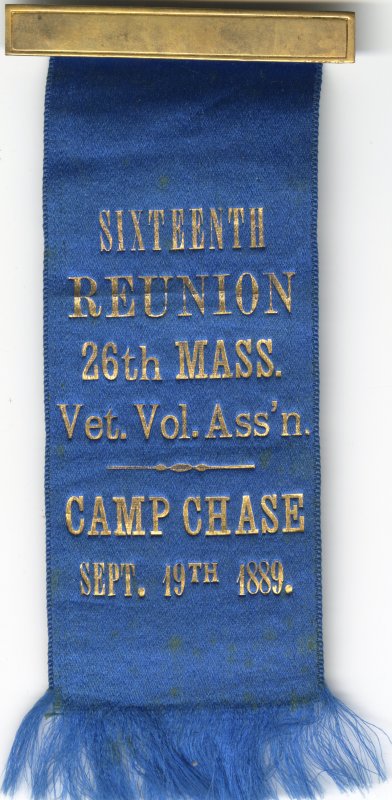 SIXTEENTH
REUNION
26th MASS.
Vet. Vol. Ass'n.
CAMP CHASE
SEPT. 19TH 1889.